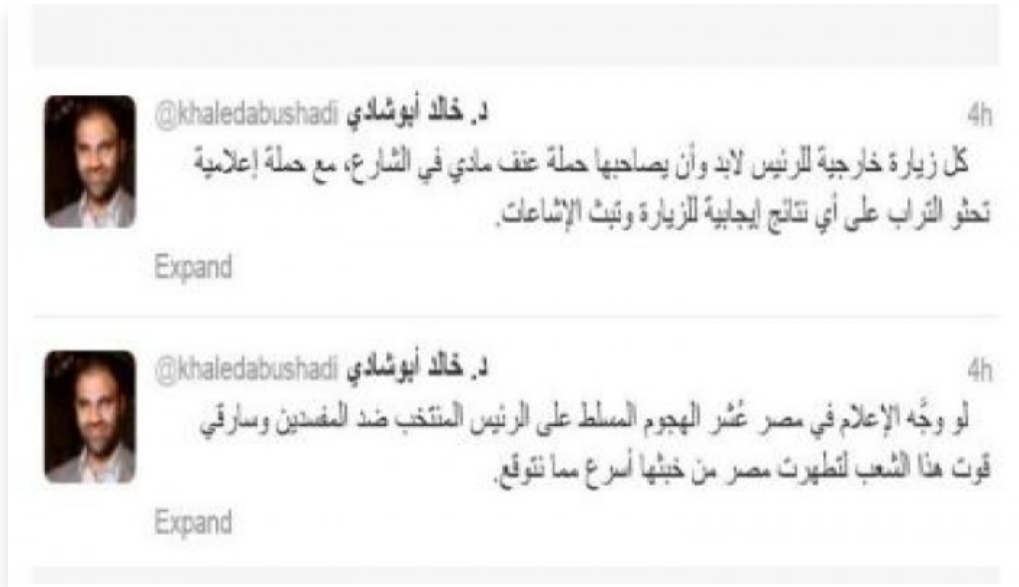 د. خالد أبوشادي @khaledabushadi 4h
كل زيارة خارجية للرئيس لابد وأن يصاحبها حملة عنف مادي في الشارع، مع حملة إعلامية
تحثو التراب على أي نتائج إيجابية للزيارة وتبث الإشاعات.
Expand
د. خالد أبوشادي @khaledabushadi 4h
لو وجَّه الإعلام في مصر عُشر الهجوم المسلط على الرئيس المنتخب ضد المفسدين وسارقي
قوت هذا الشعب لتطهرت مصر من خبثها أسرع مما نتوقع.
Expand